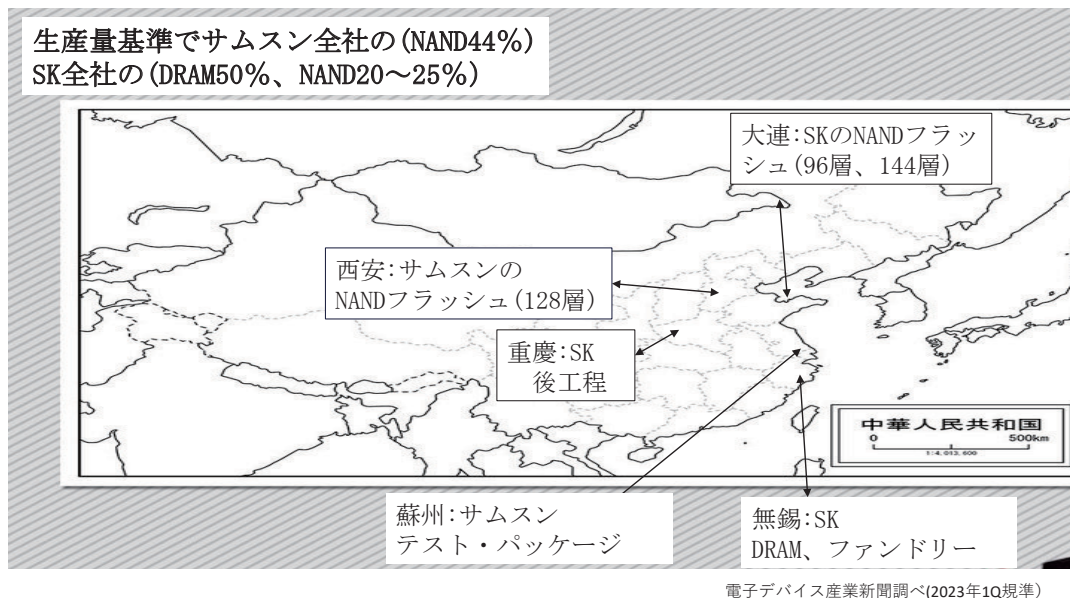 生産量基準でサムスン全社の(NAND44%)
SK全社の(DRAM50%、NAND20～25%)
大連:SKのNANDフラッ
シュ(96層、144層)
西安:サムスンの
NANDフラッシュ(128層)
重慶:SK
後工程
中華人民共和国
0 500km
1:4,013,600
蘇州:サムスン
テスト・パッケージ
無錫:SK
DRAM、ファンドリー
電子デバイス産業新聞調べ(2023年1Q規準)